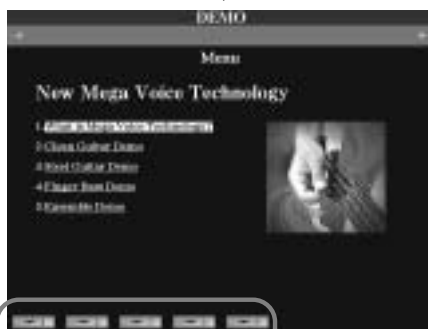 DEMO
Menu
New Mega Voice Technology
1 What is Mega Voice Technology?
2 Clean Guitar Demo
3 Steel Guitar Demo
4 Finger Bass Demo
5 Ensemble Demo